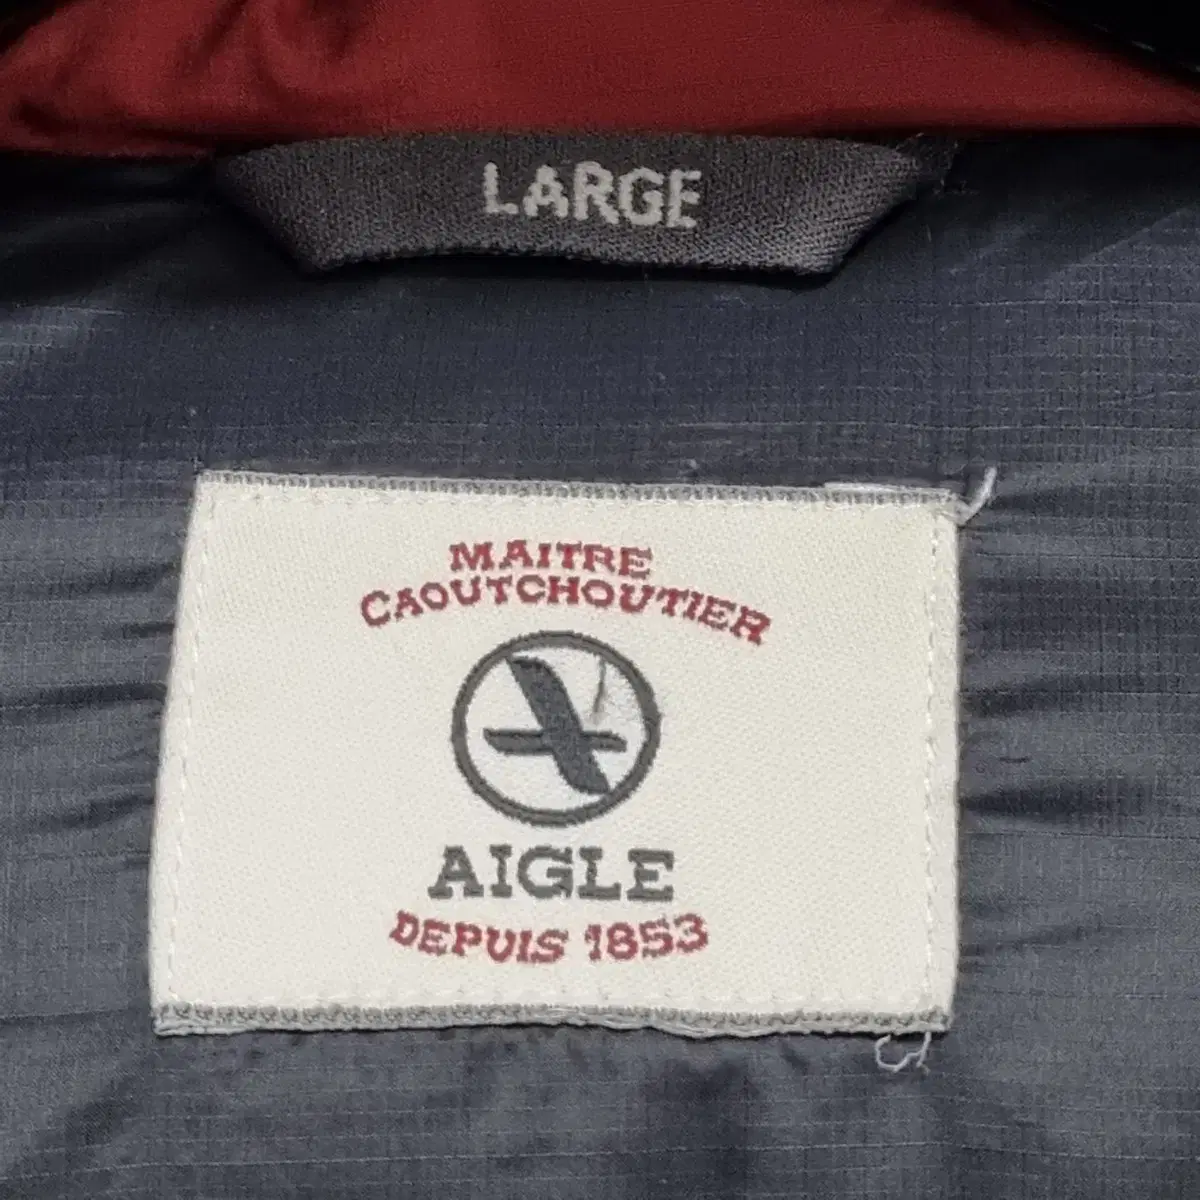 LARGE
MAITRE
CAOUTCHOUTIER
AIGLE
DEPUIS 1853